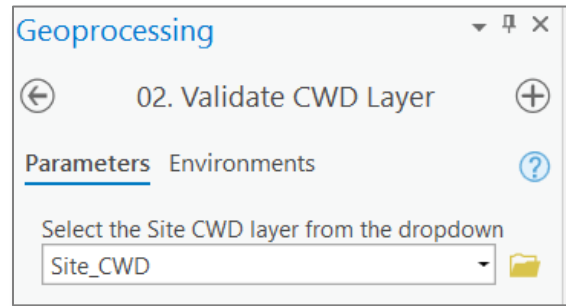 Geoprocessing
02. Validate CWD Layer
Parameters Environments
Select the Site CWD layer from the dropdown
Site_CWD